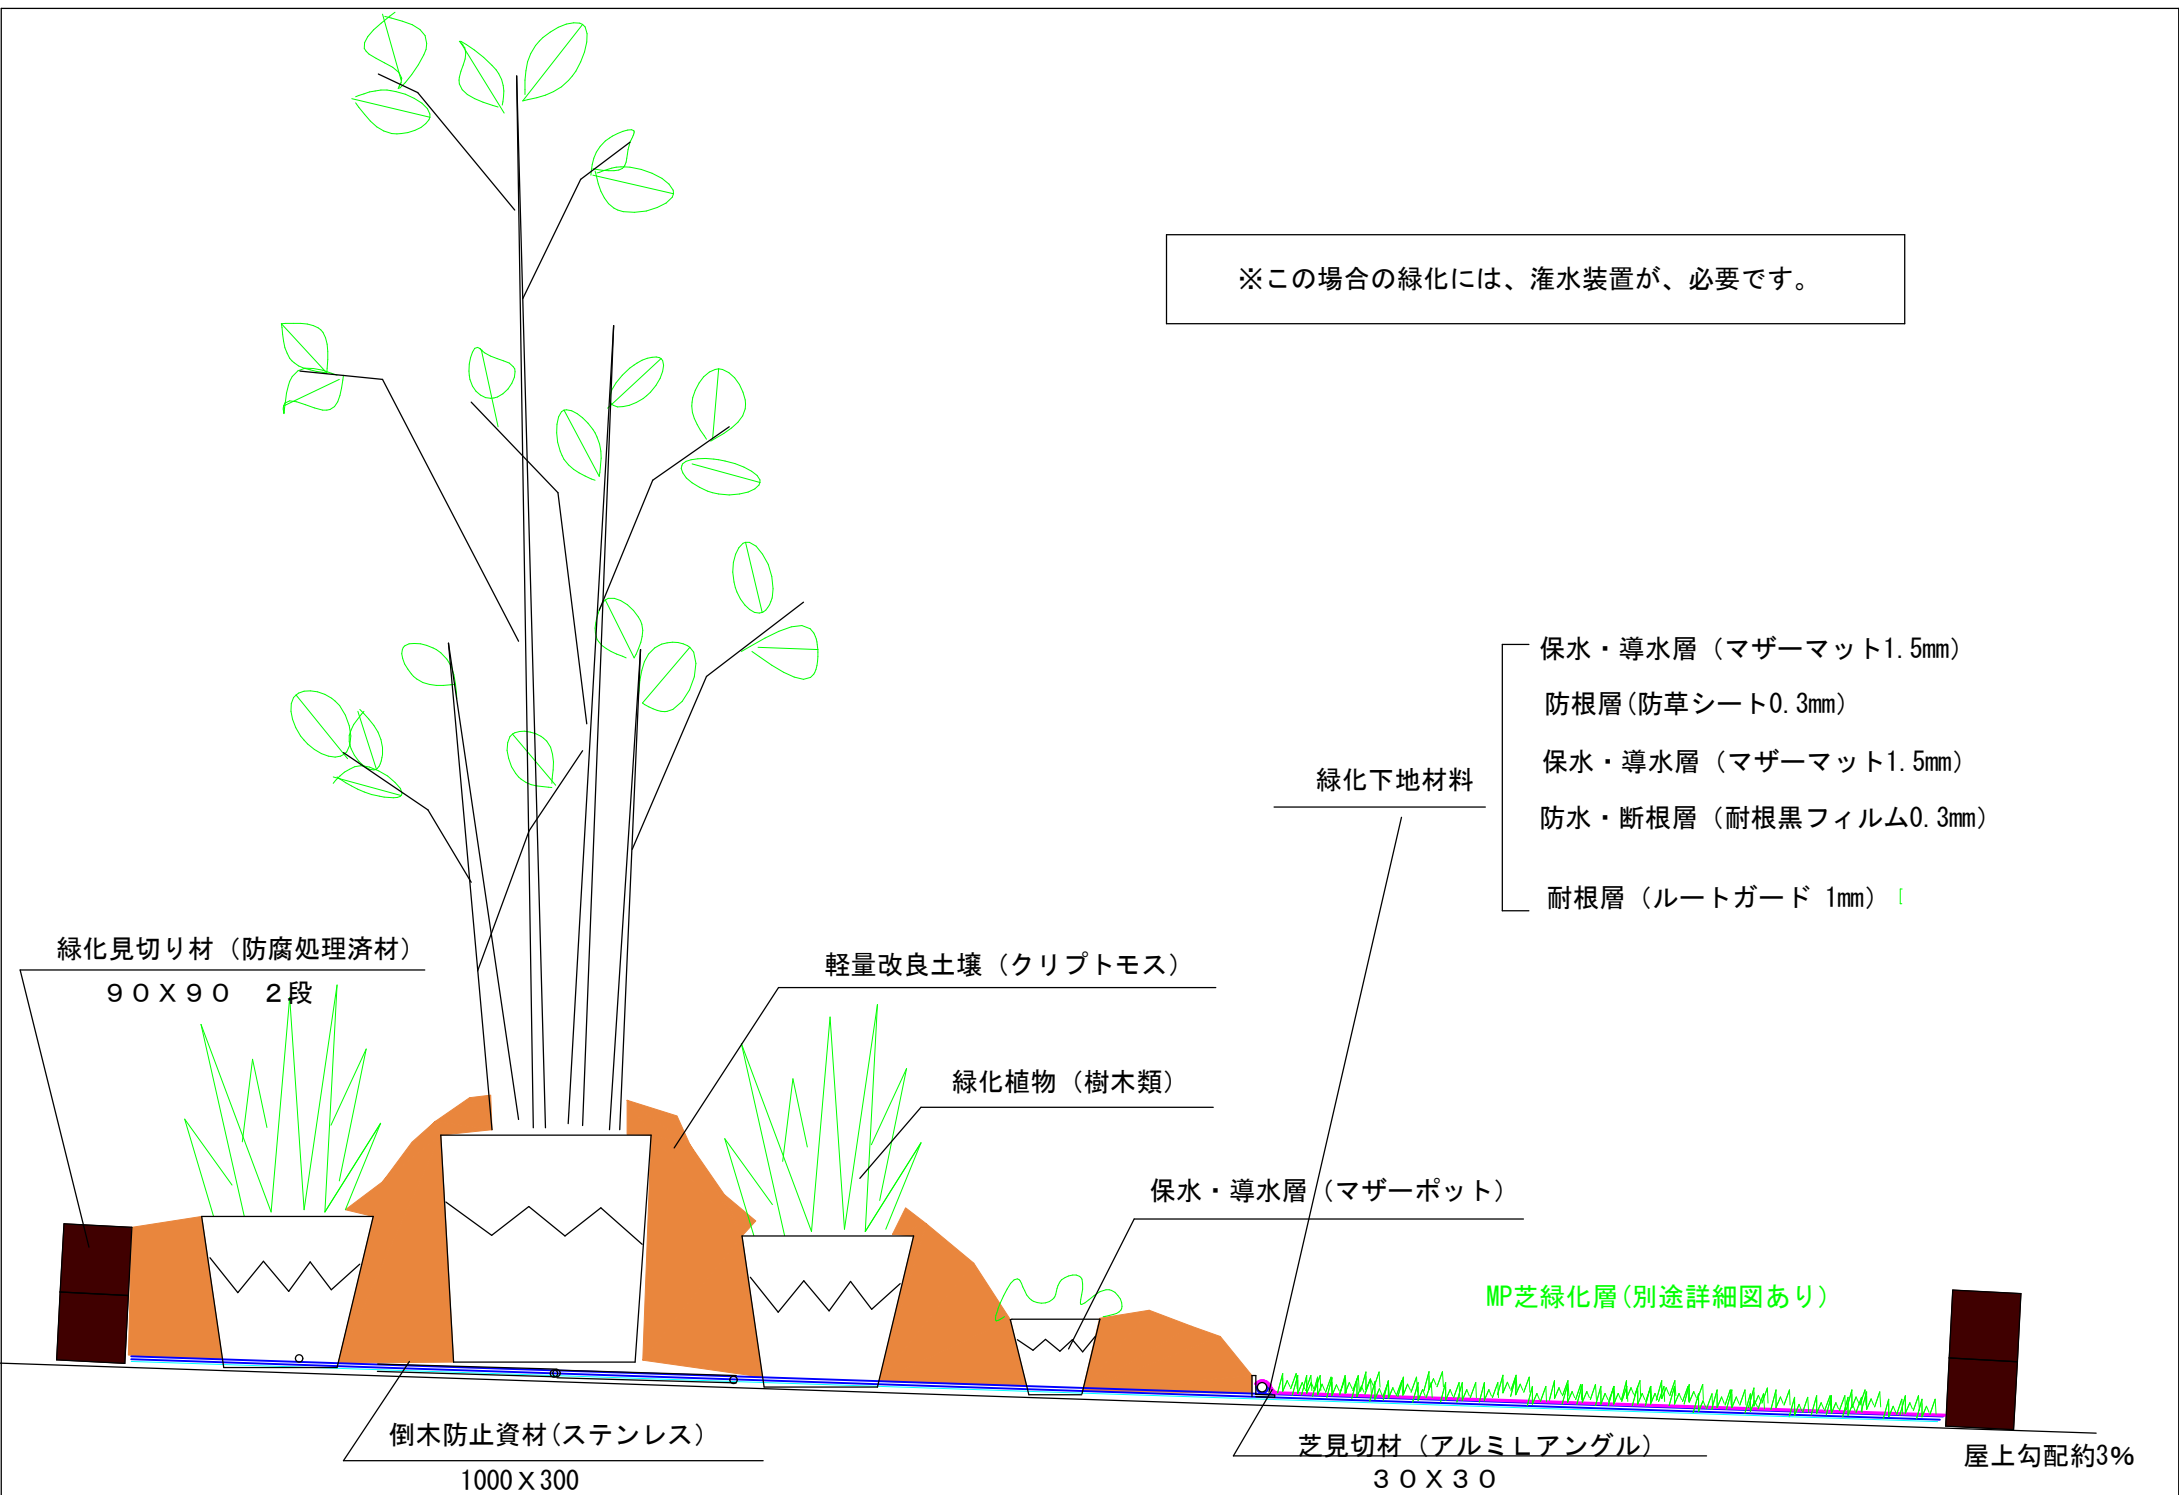 ※この場合の緑化には、潅水装置が、必要です。
保水・導水層（マザーマット1.5mm）
防根層(防草シート0.3mm）
保水・導水層（マザーマット1.5mm）
緑化下地材料
防水・断根層（耐根黒フィルム0.3mm）
耐根層（ルートガード 1mm）
緑化見切り材（防腐処理済材）
９０Ｘ９０　２段
軽量改良土壌（クリプトモス）
緑化植物（樹木類）
保水・導水層（マザーポット）
MP芝緑化層(別途詳細図あり）
倒木防止資材(ステンレス）
1000Ｘ300
芝見切材（アルミＬアングル）
３０Ｘ３０
屋上勾配約3%